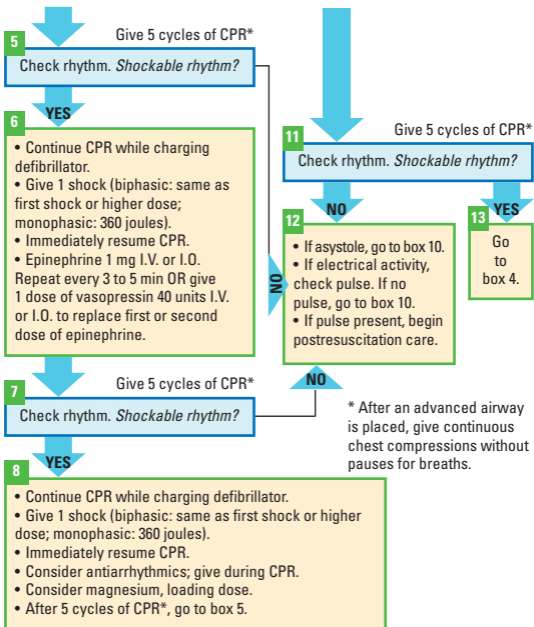 Give 5 cycles of CPR*
5
Check rhythm. Shockable rhythm?
YES
6
• Continue CPR while charging
defibrillator.
• Give 1 shock (biphasic: same as
first shock or higher dose;
monophasic: 360 joules).
• Immediately resume CPR.
• Epinephrine 1 mg I.V. or I.O.
Repeat every 3 to 5 min OR give
1 dose of vasopressin 40 units I.V.
or I.O. to replace first or second
dose of epinephrine.
NO
Give 5 cycles of CPR*
7
Check rhythm. Shockable rhythm?
NO
YES
8
• Continue CPR while charging defibrillator.
• Give 1 shock (biphasic: same as first shock or higher
dose; monophasic: 360 joules).
• Immediately resume CPR.
• Consider antiarrhythmics; give during CPR.
• Consider magnesium, loading dose.
• After 5 cycles of CPR*, go to box 5.
Give 5 cycles of CPR*
11
Check rhythm. Shockable rhythm?
NO
12
• If asystole, go to box 10.
• If electrical activity,
check pulse. If no
pulse, go to box 10.
• If pulse present, begin
postresuscitation care.
YES
13
Go
to
box 4.
* After an advanced airway
is placed, give continuous
chest compressions without
pauses for breaths.